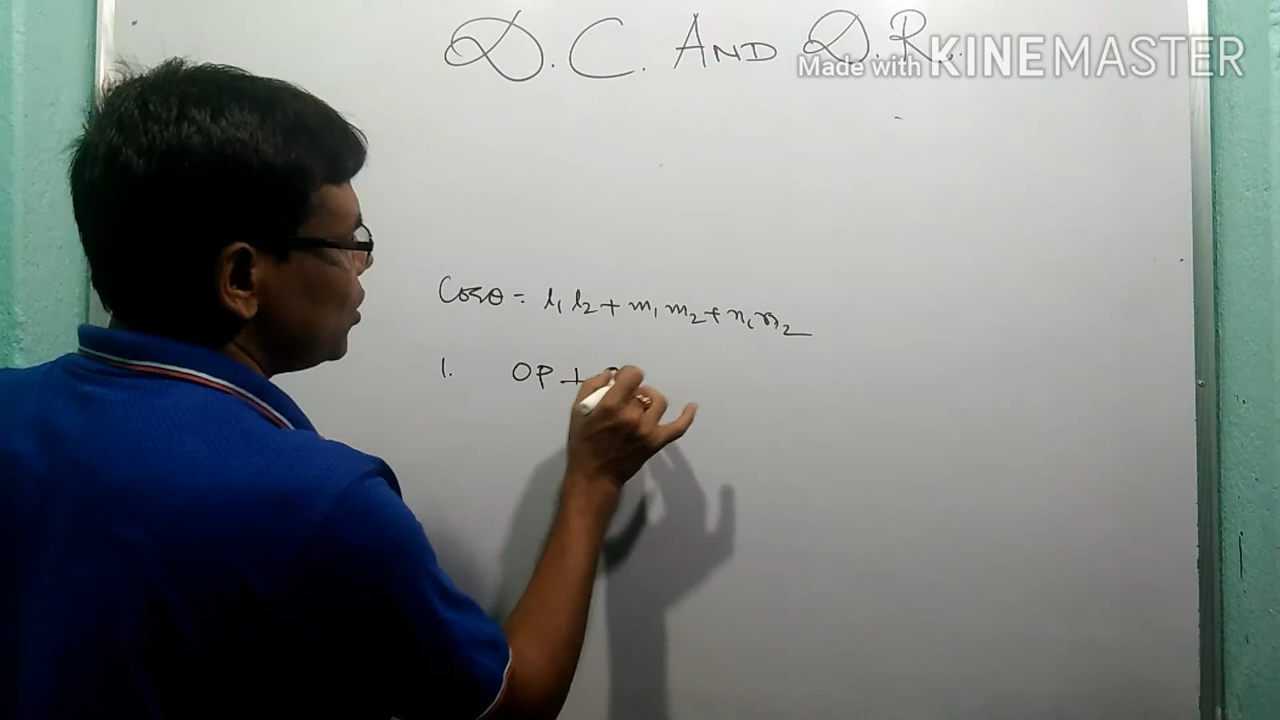 D.C. AND D.R.
Made with KINEMASTER
Cosθ = l₁l₂ + m₁m₂ + n₁n₂
1. OP ⊥